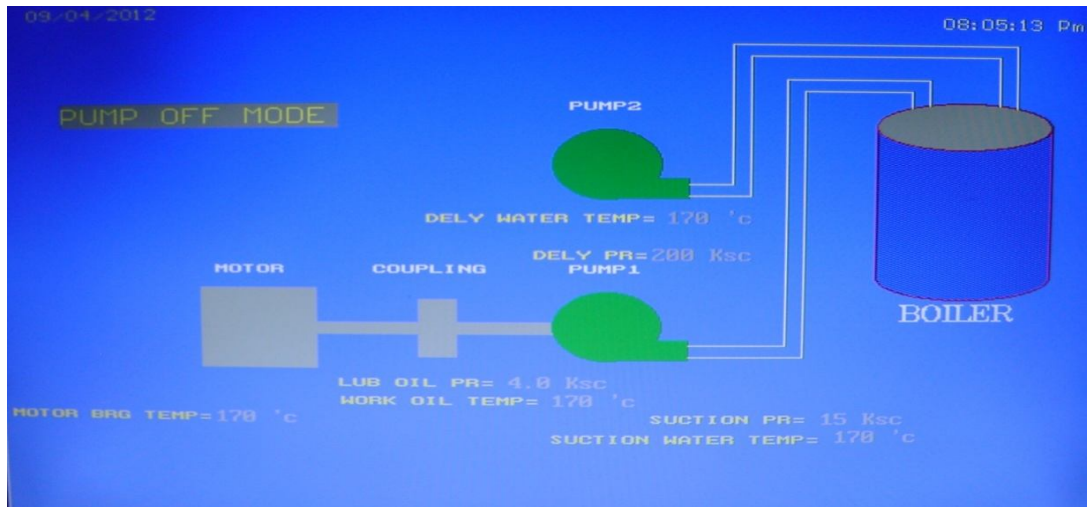 09/04/2012
08:05:13 Pm
PUMP OFF MODE
PUMP2
DELY WATER TEMP= 170 'c
DELY PR=200 Ksc
MOTOR COUPLING PUMP1
LUB OIL PR= 4.0 Ksc
WORK OIL TEMP= 170 'c
MOTOR BRG TEMP=170 'c
SUCTION PR= 15 Ksc
SUCTION WATER TEMP= 170 'c
BOILER